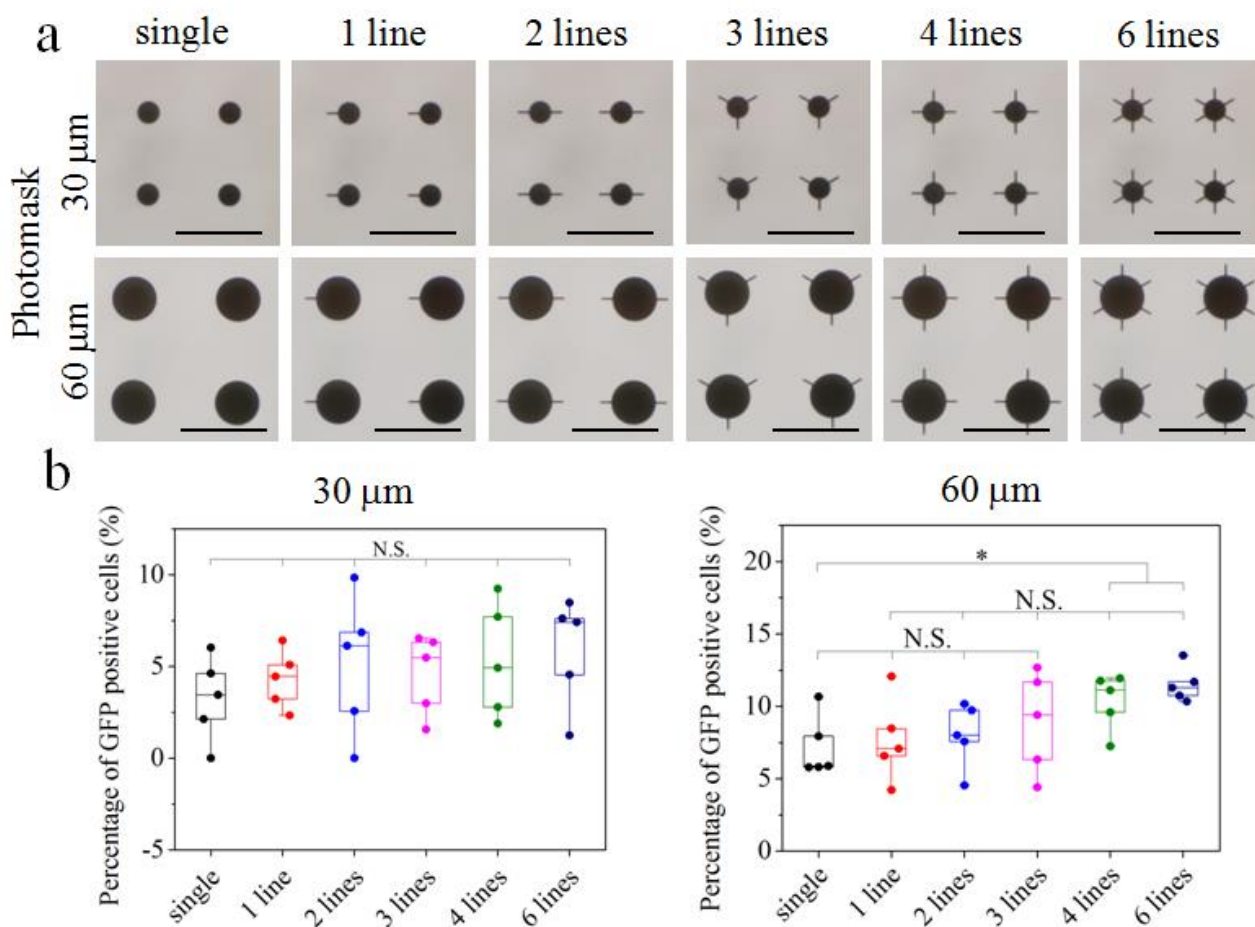 a
single 1 line 2 lines 3 lines 4 lines 6 lines
Photomask
30 μm
60 μm
b
30 μm
Percentage of GFP positive cells (%)
10
5
0
-5
N.S.
single 1 line 2 lines 3 lines 4 lines 6 lines
60 μm
Percentage of GFP positive cells (%)
20
15
10
5
0
*
N.S.
N.S.
single 1 line 2 lines 3 lines 4 lines 6 lines